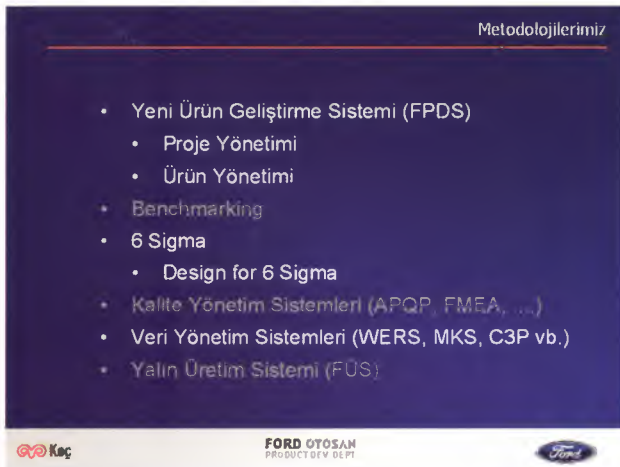 Metodolojilerimiz
• Yeni Ürün Geliştirme Sistemi (FPDS)
• Proje Yönetimi
• Ürün Yönetimi
• Benchmarking
• 6 Sigma
• Design for 6 Sigma
• Kalite Yönetim Sistemleri (APQP, FMEA, ...)
• Veri Yönetim Sistemleri (WERS, MKS, C3P vb.)
• Yalın Üretim Sistemi (FÜS)
Koç
FORD OTOSAN
PRODUCT DEV DEPT
Ford